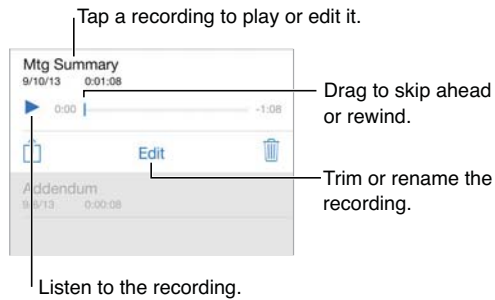 Tap a recording to play or edit it.
Mtg Summary
9/10/13 0:01:08
0:00 -1:08
Drag to skip ahead
or rewind.
Edit
Trim or rename the
recording.
Addendum
9/8/13 0:00:08
Listen to the recording.